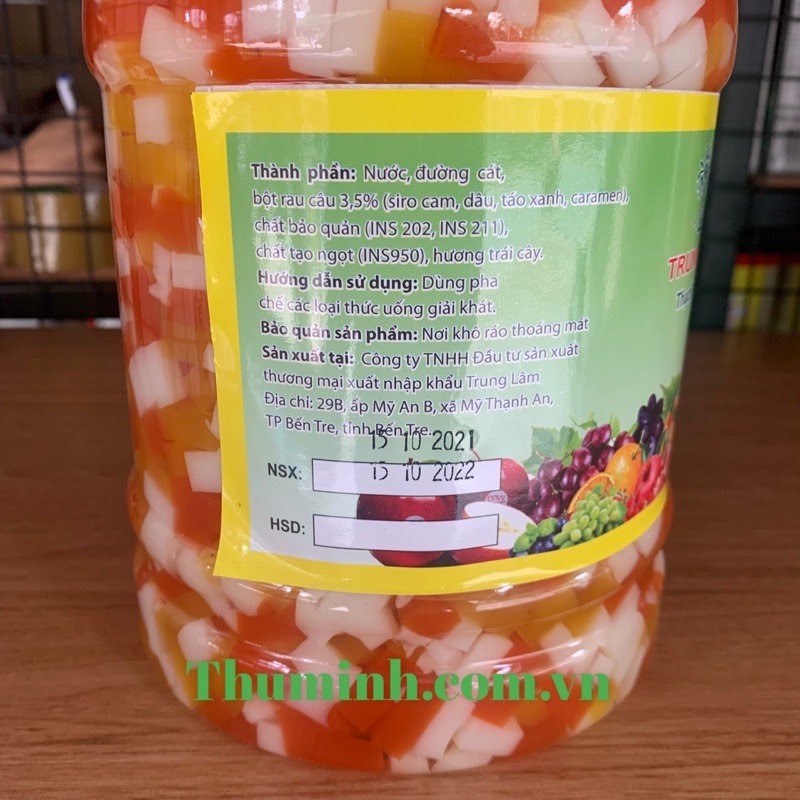 Thành phần: Nước, đường cát,
bột rau câu 3,5% (siro cam, dâu, táo xanh, caramen),
chất bảo quản (INS 202, INS 211),
chất tạo ngọt (INS950), hương trái cây.
Hướng dẫn sử dụng: Dùng pha
chế các loại thức uống giải khát.
Bảo quản sản phẩm: Nơi khô ráo thoáng mát
Sản xuất tại: Công ty TNHH Đầu tư sản xuất
thương mại xuất nhập khẩu Trung Lâm
Địa chỉ: 29B, ấp Mỹ An B, xã Mỹ Thạnh An,
TP Bến Tre, tỉnh Bến Tre.
15 10 2021
NSX: 15 10 2022
HSD:
Thuminh.com.vn